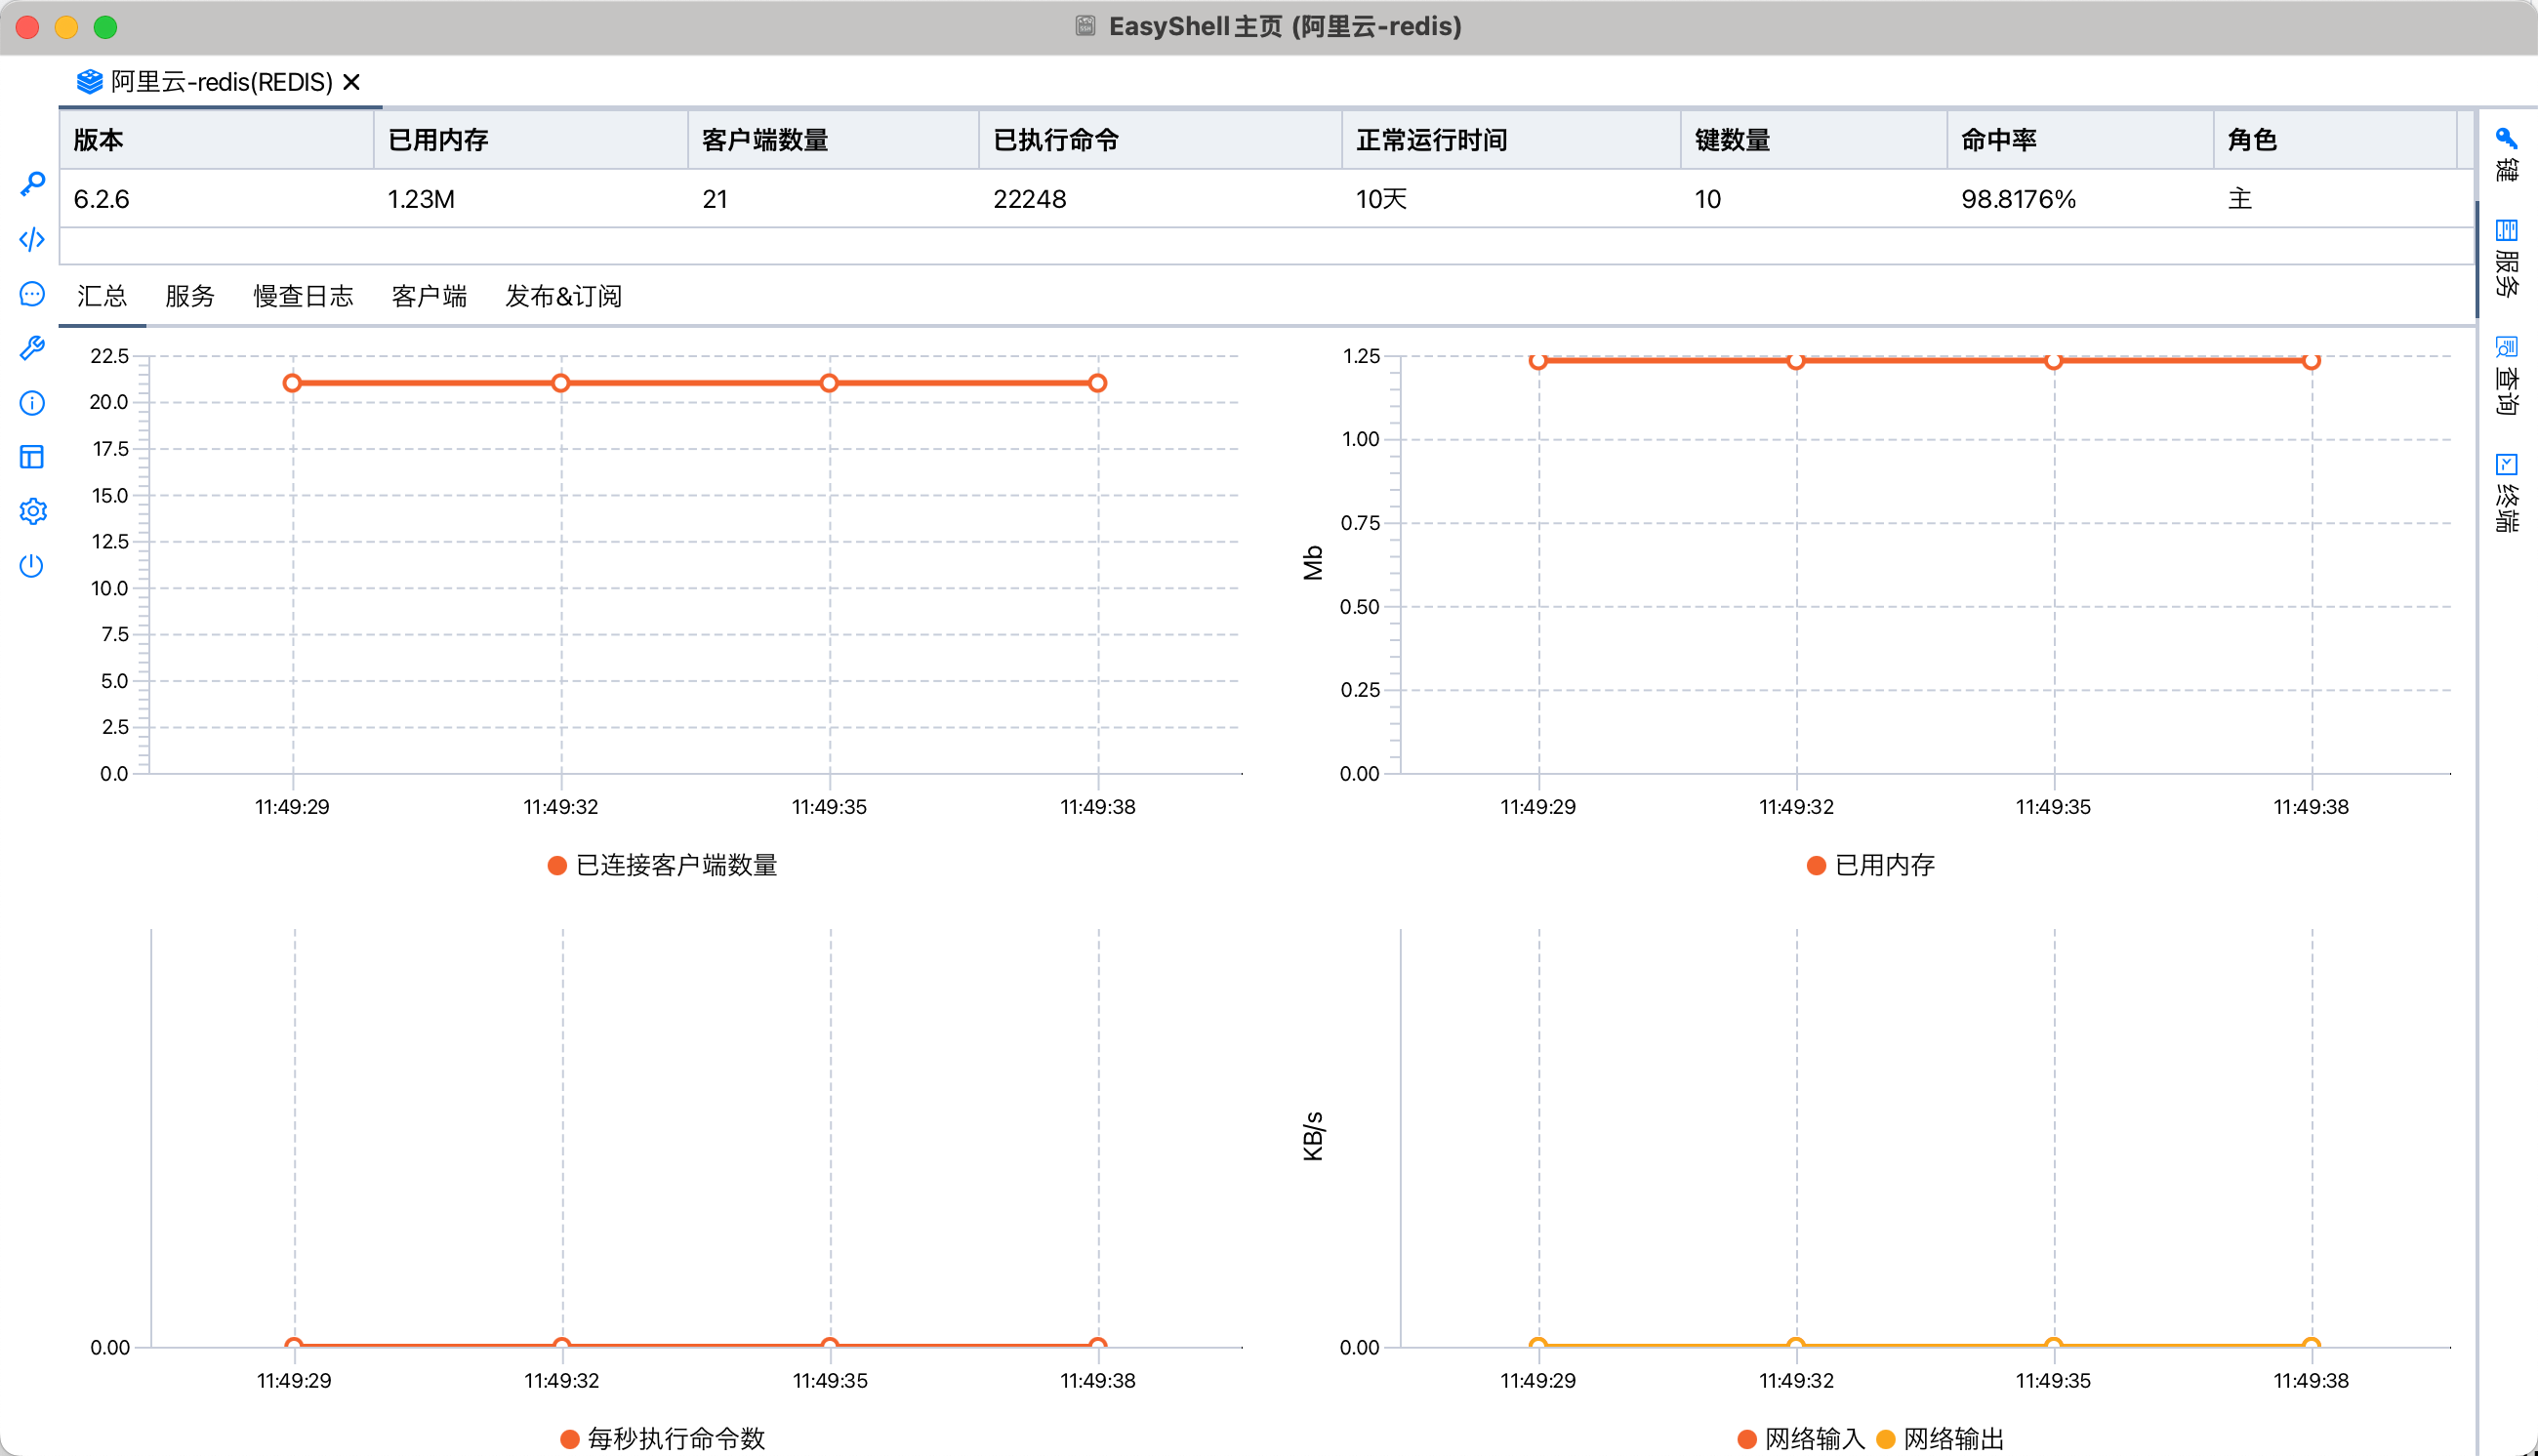 EasyShell主页 (阿里云-redis)
阿里云-redis(REDIS)
版本 已用内存 客户端数量 已执行命令 正常运行时间 键数量 命中率 角色
6.2.6 1.23M 21 22248 10天 10 98.8176% 主
汇总 服务 慢查日志 客户端 发布&订阅
22.5
20.0
17.5
15.0
12.5
10.0
7.5
5.0
2.5
0.0
11:49:29 11:49:32 11:49:35 11:49:38
已连接客户端数量
Mb
1.25
1.00
0.75
0.50
0.25
0.00
11:49:29 11:49:32 11:49:35 11:49:38
已用内存
0.00
11:49:29 11:49:32 11:49:35 11:49:38
每秒执行命令数
KB/s
0.00
11:49:29 11:49:32 11:49:35 11:49:38
网络输入 网络输出
键
服务
查询
终端